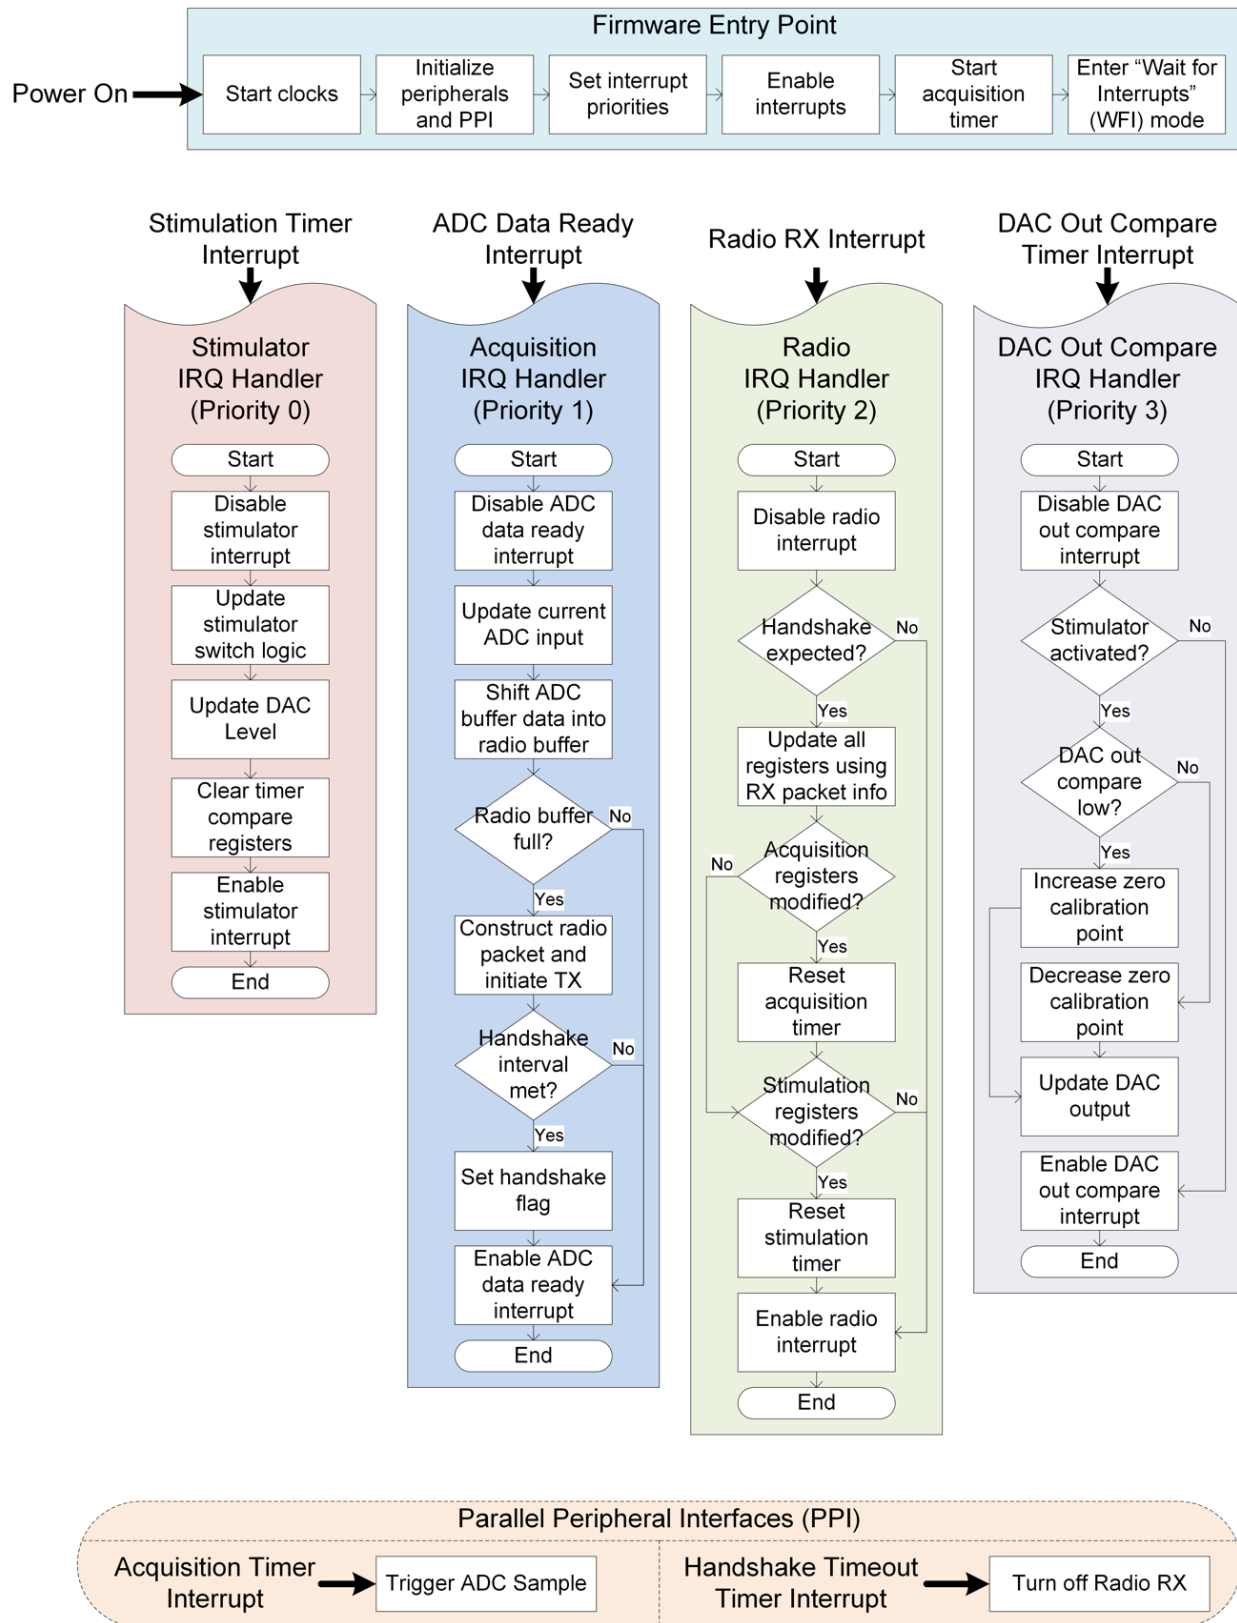 Firmware Entry Point
Power On
Start clocks
Initialize
peripherals
and PPI
Set interrupt
priorities
Enable
interrupts
Start
acquisition
timer
Enter “Wait for
Interrupts”
(WFI) mode
Stimulation Timer
Interrupt
Stimulator
IRQ Handler
(Priority 0)
Start
Disable
stimulator
interrupt
Update
stimulator
switch logic
Update DAC
Level
Clear timer
compare
registers
Enable
stimulator
interrupt
End
ADC Data Ready
Interrupt
Acquisition
IRQ Handler
(Priority 1)
Start
Disable ADC
data ready
interrupt
Update current
ADC input
Shift ADC
buffer data into
radio buffer
Radio buffer
full?
No
Yes
Construct radio
packet and
initiate TX
Handshake
interval
met?
No
Yes
Set handshake
flag
Enable ADC
data ready
interrupt
End
Radio RX Interrupt
Radio
IRQ Handler
(Priority 2)
Start
Disable radio
interrupt
Handshake
expected?
No
Yes
Update all
registers using
RX packet info
Acquisition
registers
modified?
No
Yes
Reset
acquisition
timer
Stimulation
registers
modified?
No
Yes
Reset
stimulation
timer
Enable radio
interrupt
End
DAC Out Compare
Timer Interrupt
DAC Out Compare
IRQ Handler
(Priority 3)
Start
Disable DAC
out compare
interrupt
Stimulator
activated?
No
Yes
DAC out
compare
low?
No
Yes
Increase zero
calibration
point
Decrease zero
calibration
point
Update DAC
output
Enable DAC
out compare
interrupt
End
Parallel Peripheral Interfaces (PPI)
Acquisition Timer
Interrupt
Trigger ADC Sample
Handshake Timeout
Timer Interrupt
Turn off Radio RX